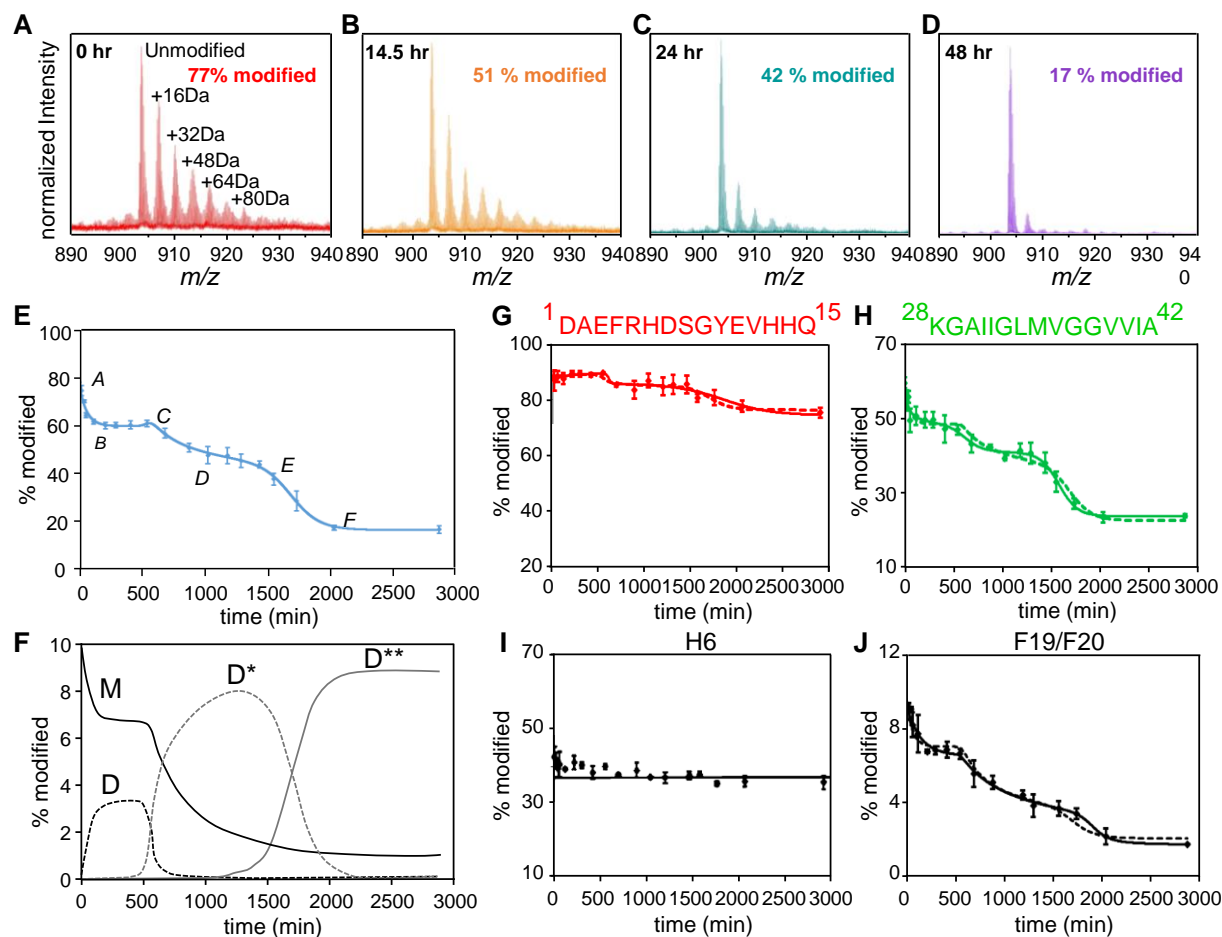 A
0 hr
Unmodified
77% modified
+16Da
+32Da
+48Da
+64Da
+80Da
normalized Intensity
890 900 910 920 930 940
m/z
B
14.5 hr
51 % modified
890 900 910 920 930 940
m/z
C
24 hr
42 % modified
890 900 910 920 930 940
m/z
D
48 hr
17 % modified
890 900 910 920 930 94
0
m/z
E
100
80
60
40
20
0
% modified
A
B
C
D
E
F
0 500 1000 1500 2000 2500 3000
time (min)
G
1 DAEFRHDSGYEVHHQ 15
100
80
60
40
20
% modified
0 500 1000 1500 2000 2500 3000
time (min)
H
28 KGAIIGLMVGGVVIA 42
70
50
30
10
% modified
0 500 1000 1500 2000 2500 3000
time (min)
F
10
8
6
4
2
0
% modified
M
D
D*
D**
0 500 1000 1500 2000 2500 3000
time (min)
I
H6
70
50
30
10
% modified
0 500 1000 1500 2000 2500 3000
time (min)
J
F19/F20
12
8
4
0
% modified
0 500 1000 1500 2000 2500 3000
time (min)